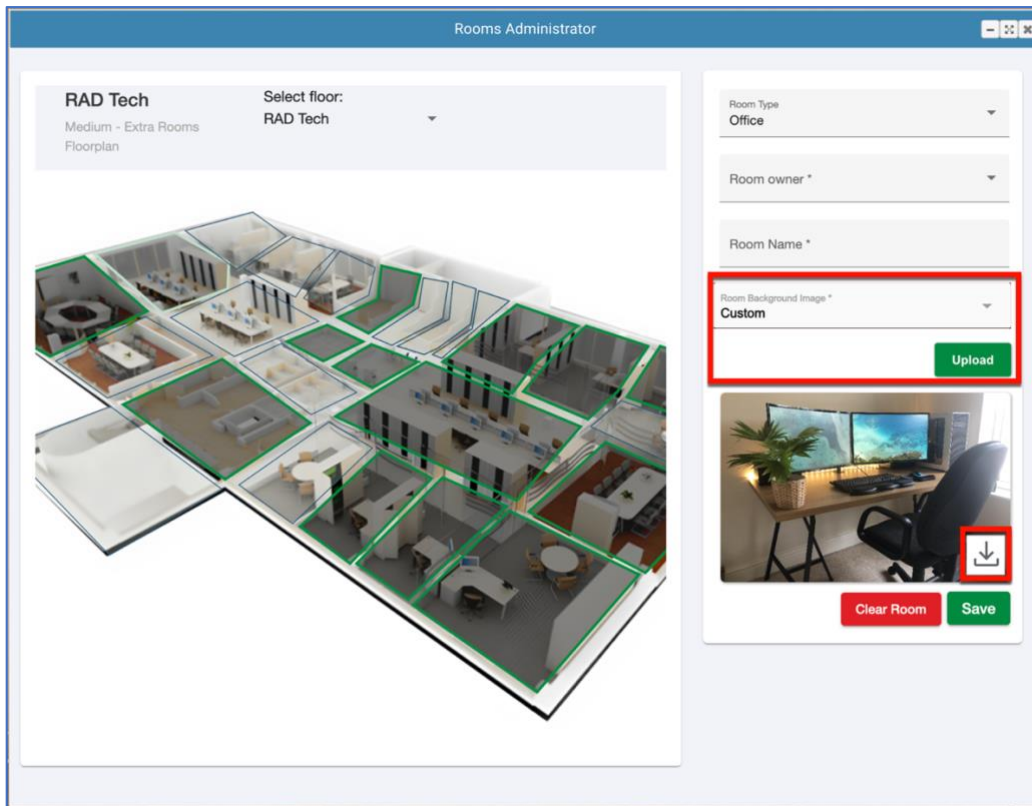 Rooms Administrator
RAD Tech
Medium - Extra Rooms
Floorplan
Select floor:
RAD Tech
Room Type
Office
Room owner *
Room Name *
Room Background Image *
Custom
Upload
Clear Room
Save